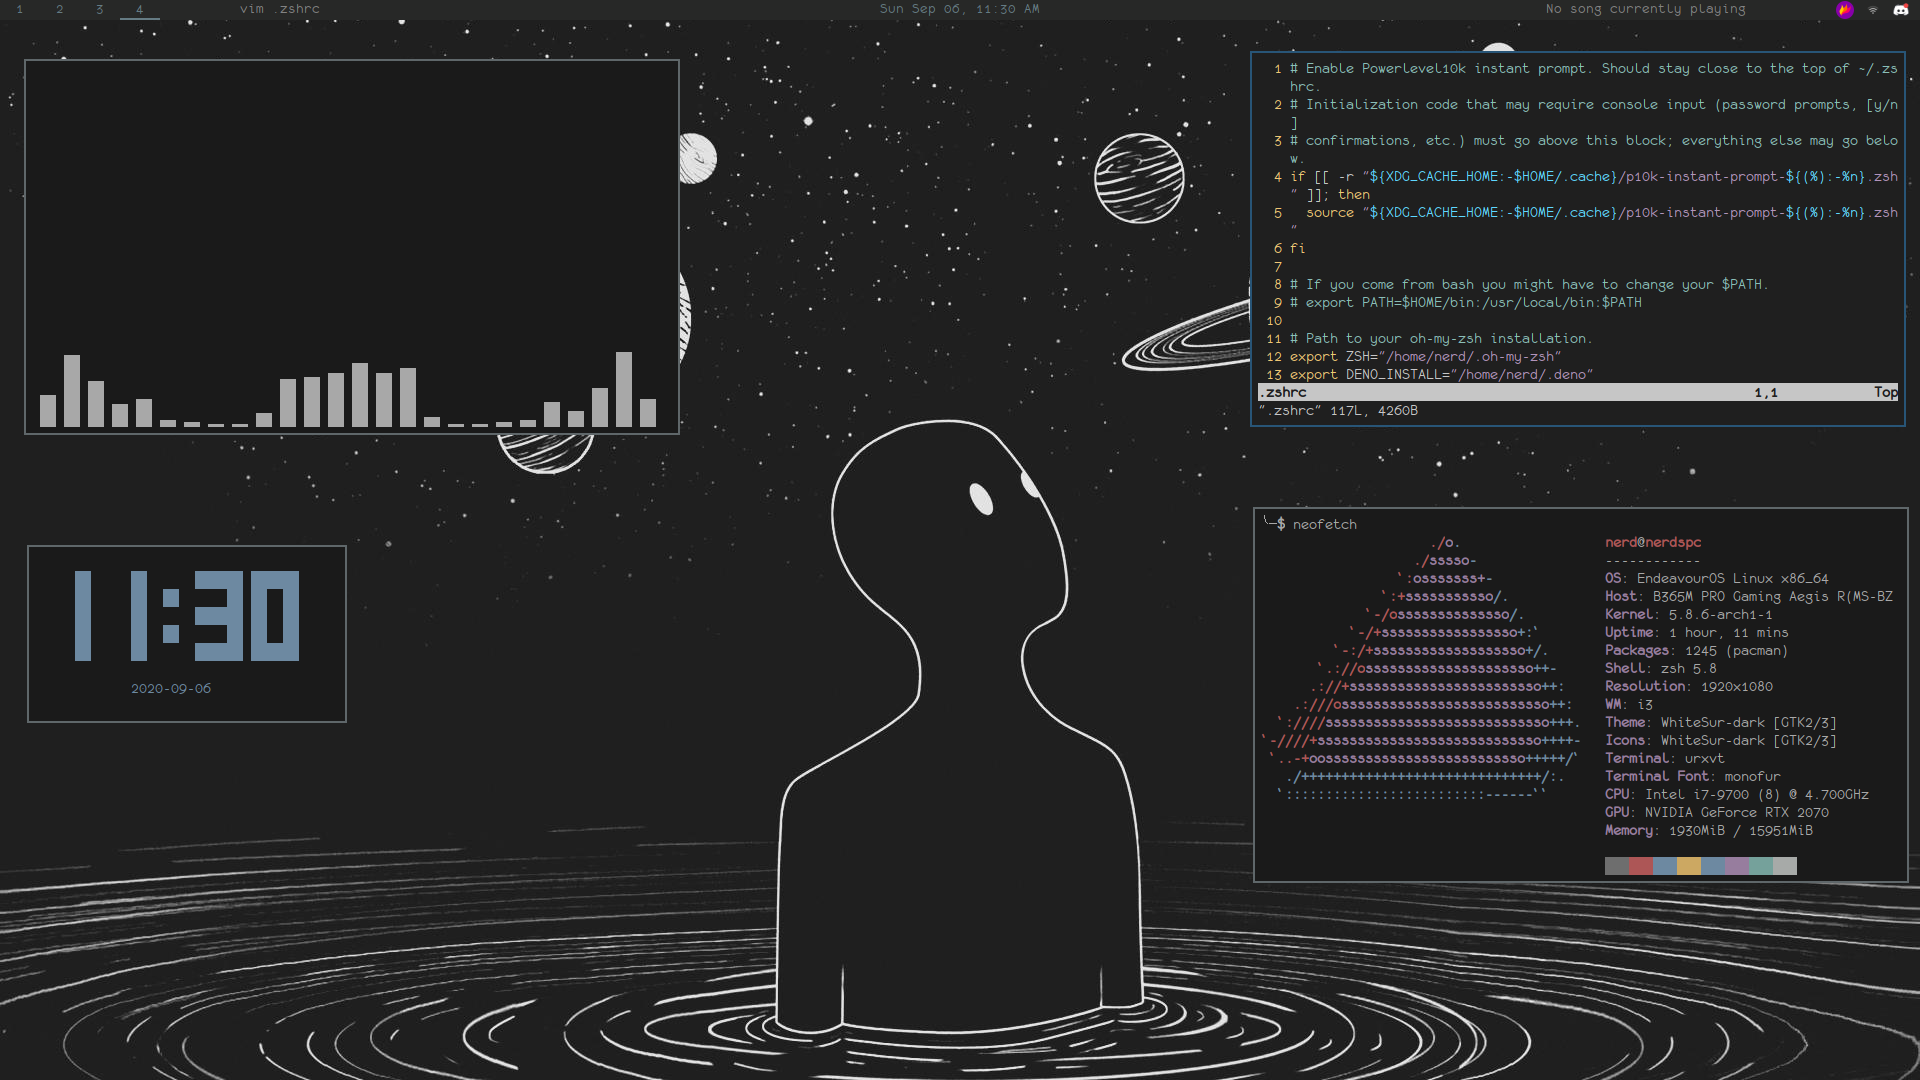 1 2 3 4 vim .zshrc Sun Sep 06, 11:30 AM No song currently playing
1 # Enable Powerlevel10k instant prompt. Should stay close to the top of ~/.zs
hrc.
2 # Initialization code that may require console input (password prompts, [y/n
]
3 # confirmations, etc.) must go above this block; everything else may go belo
w.
4 if [[ -r "${XDG_CACHE_HOME:-$HOME/.cache}/p10k-instant-prompt-${(%):-%n}.zsh
" ]]; then
5   source "${XDG_CACHE_HOME:-$HOME/.cache}/p10k-instant-prompt-${(%):-%n}.zsh
"
6 fi
7
8 # If you come from bash you might have to change your $PATH.
9 # export PATH=$HOME/bin:/usr/local/bin:$PATH
10
11 # Path to your oh-my-zsh installation.
12 export ZSH="/home/nerd/.oh-my-zsh"
13 export DENO_INSTALL="/home/nerd/.deno"
.zshrc 1,1 Top
".zshrc" 117L, 4260B
11:30
2020-09-06
╰─$ neofetch
nerd@nerdspc
------------
OS: EndeavourOS Linux x86_64
Host: B365M PRO Gaming Aegis R(MS-BZ
Kernel: 5.8.6-arch1-1
Uptime: 1 hour, 11 mins
Packages: 1245 (pacman)
Shell: zsh 5.8
Resolution: 1920x1080
WM: i3
Theme: WhiteSur-dark [GTK2/3]
Icons: WhiteSur-dark [GTK2/3]
Terminal: urxvt
Terminal Font: monofur
CPU: Intel i7-9700 (8) @ 4.700GHz
GPU: NVIDIA GeForce RTX 2070
Memory: 1930MiB / 15951MiB